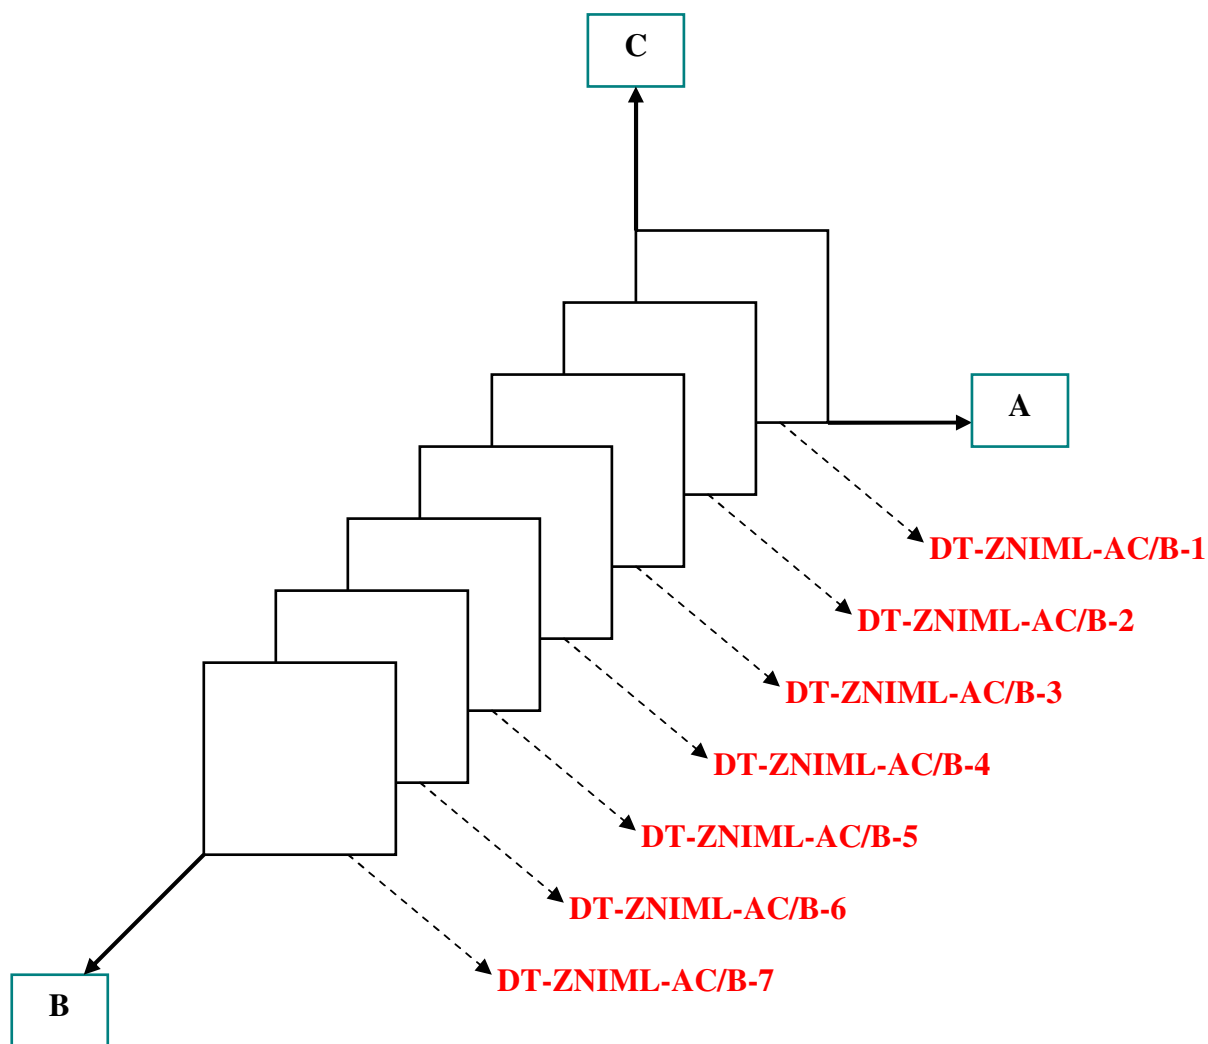 C
A
DT-ZNIML-AC/B-1
DT-ZNIML-AC/B-2
DT-ZNIML-AC/B-3
DT-ZNIML-AC/B-4
DT-ZNIML-AC/B-5
DT-ZNIML-AC/B-6
DT-ZNIML-AC/B-7
B